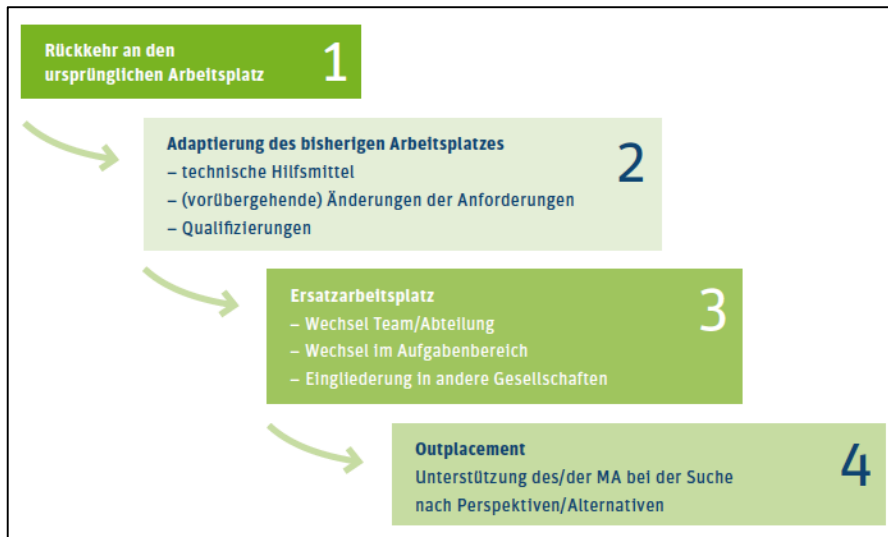 Rückkehr an den
ursprünglichen Arbeitsplatz
1
Adaptierung des bisherigen Arbeitsplatzes
– technische Hilfsmittel
– (vorübergehende) Änderungen der Anforderungen
– Qualifizierungen
2
Ersatzarbeitsplatz
– Wechsel Team/Abteilung
– Wechsel im Aufgabenbereich
– Eingliederung in andere Gesellschaften
3
Outplacement
Unterstützung des/der MA bei der Suche
nach Perspektiven/Alternativen
4